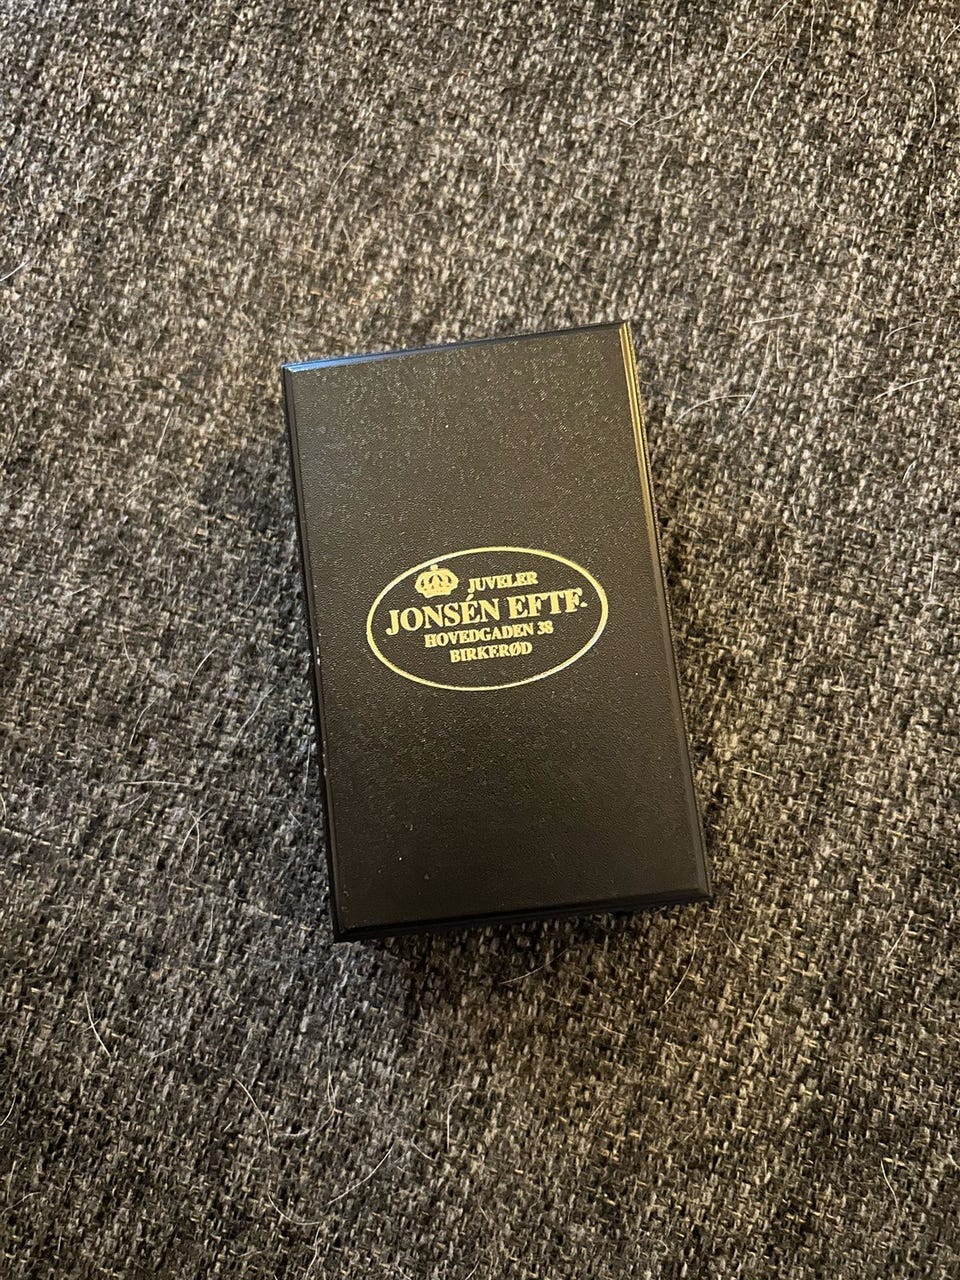 JUVELER
JONSÉN EFTF.
HOVEDGADEN 38
BIRKERØD